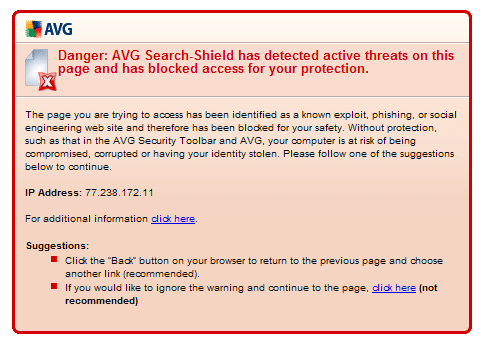 AVG
Danger: AVG Search-Shield has detected active threats on this
page and has blocked access for your protection.
The page you are trying to access has been identified as a known exploit, phishing, or social
engineering web site and therefore has been blocked for your safety. Without protection,
such as that in the AVG Security Toolbar and AVG, your computer is at risk of being
compromised, corrupted or having your identity stolen. Please follow one of the suggestions
below to continue.
IP Address: 77.238.172.11
For additional information click here.
Suggestions:
Click the "Back" button on your browser to return to the previous page and choose
another link (recommended).
If you would like to ignore the warning and continue to the page, click here (not
recommended)